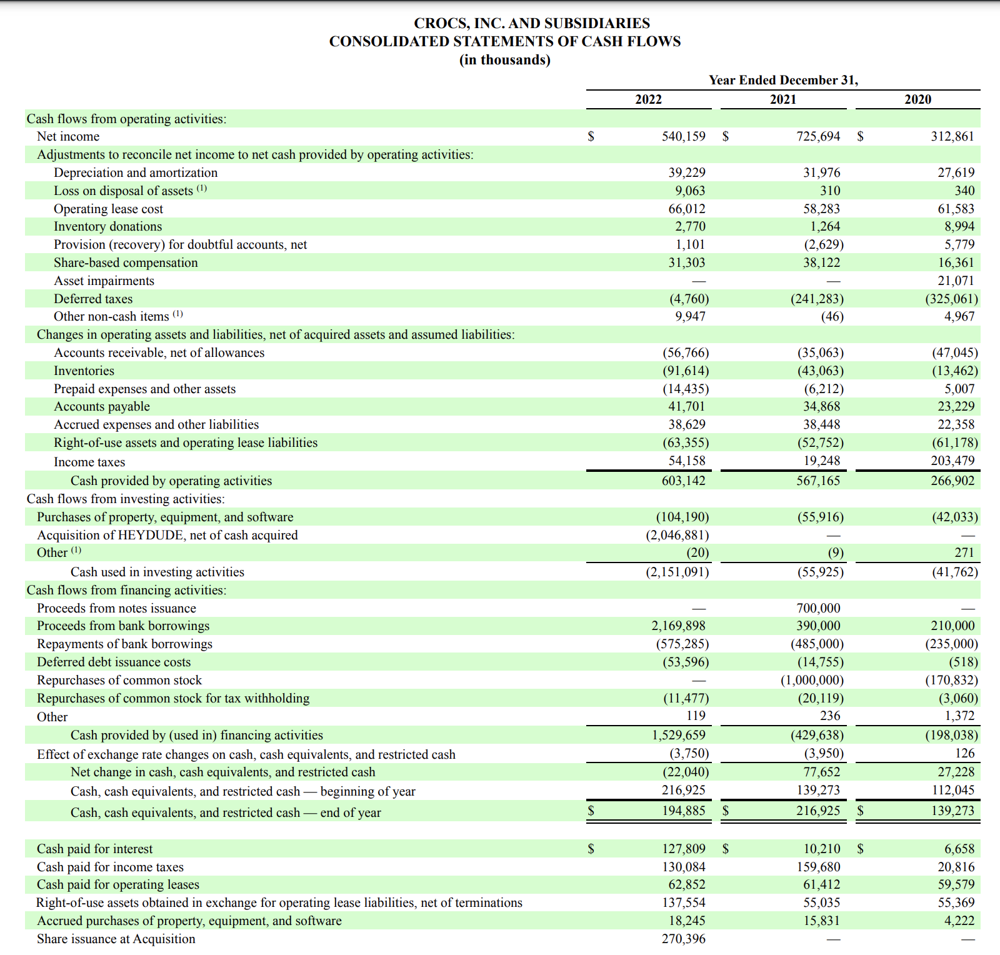 CROCS, INC. AND SUBSIDIARIES
CONSOLIDATED STATEMENTS OF CASH FLOWS
(in thousands)
Year Ended December 31,
2022 2021 2020
Cash flows from operating activities:
Net income $ 540,159 $ 725,694 $ 312,861
Adjustments to reconcile net income to net cash provided by operating activities:
Depreciation and amortization 39,229 31,976 27,619
Loss on disposal of assets (1) 9,063 310 340
Operating lease cost 66,012 58,283 61,583
Inventory donations 2,770 1,264 8,994
Provision (recovery) for doubtful accounts, net 1,101 (2,629) 5,779
Share-based compensation 31,303 38,122 16,361
Asset impairments — — 21,071
Deferred taxes (4,760) (241,283) (325,061)
Other non-cash items (1) 9,947 (46) 4,967
Changes in operating assets and liabilities, net of acquired assets and assumed liabilities:
Accounts receivable, net of allowances (56,766) (35,063) (47,045)
Inventories (91,614) (43,063) (13,462)
Prepaid expenses and other assets (14,435) (6,212) 5,007
Accounts payable 41,701 34,868 23,229
Accrued expenses and other liabilities 38,629 38,448 22,358
Right-of-use assets and operating lease liabilities (63,355) (52,752) (61,178)
Income taxes 54,158 19,248 203,479
Cash provided by operating activities 603,142 567,165 266,902
Cash flows from investing activities:
Purchases of property, equipment, and software (104,190) (55,916) (42,033)
Acquisition of HEYDUDE, net of cash acquired (2,046,881) — —
Other (1) (20) (9) 271
Cash used in investing activities (2,151,091) (55,925) (41,762)
Cash flows from financing activities:
Proceeds from notes issuance — 700,000 —
Proceeds from bank borrowings 2,169,898 390,000 210,000
Repayments of bank borrowings (575,285) (485,000) (235,000)
Deferred debt issuance costs (53,596) (14,755) (518)
Repurchases of common stock — (1,000,000) (170,832)
Repurchases of common stock for tax withholding (11,477) (20,119) (3,060)
Other 119 236 1,372
Cash provided by (used in) financing activities 1,529,659 (429,638) (198,038)
Effect of exchange rate changes on cash, cash equivalents, and restricted cash (3,750) (3,950) 126
Net change in cash, cash equivalents, and restricted cash (22,040) 77,652 27,228
Cash, cash equivalents, and restricted cash — beginning of year 216,925 139,273 112,045
Cash, cash equivalents, and restricted cash — end of year $ 194,885 $ 216,925 $ 139,273
Cash paid for interest $ 127,809 $ 10,210 $ 6,658
Cash paid for income taxes 130,084 159,680 20,816
Cash paid for operating leases 62,852 61,412 59,579
Right-of-use assets obtained in exchange for operating lease liabilities, net of terminations 137,554 55,035 55,369
Accrued purchases of property, equipment, and software 18,245 15,831 4,222
Share issuance at Acquisition 270,396 — —